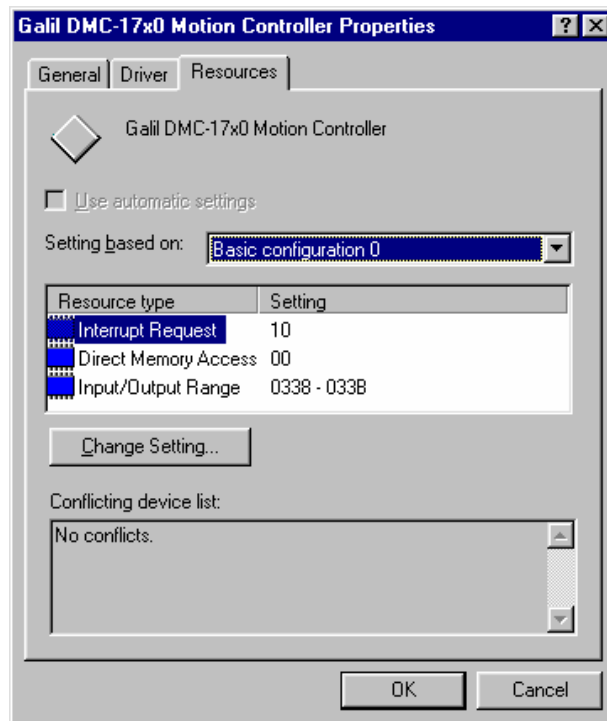 Galil DMC-17x0 Motion Controller Properties
General Driver Resources
Galil DMC-17x0 Motion Controller
Use automatic settings
Setting based on: Basic configuration 0
Resource type Setting
Interrupt Request 10
Direct Memory Access 00
Input/Output Range 0338 - 033B
Change Setting...
Conflicting device list:
No conflicts.
OK Cancel